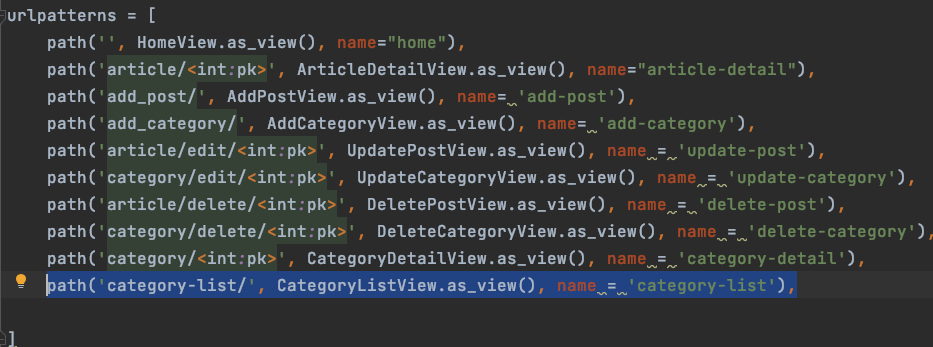 urlpatterns = [
    path('', HomeView.as_view(), name="home"),
    path('article/<int:pk>', ArticleDetailView.as_view(), name="article-detail"),
    path('add_post/', AddPostView.as_view(), name= 'add-post'),
    path('add_category/', AddCategoryView.as_view(), name= 'add-category'),
    path('article/edit/<int:pk>', UpdatePostView.as_view(), name = 'update-post'),
    path('category/edit/<int:pk>', UpdateCategoryView.as_view(), name = 'update-category'),
    path('article/delete/<int:pk>', DeletePostView.as_view(), name = 'delete-post'),
    path('category/delete/<int:pk>', DeleteCategoryView.as_view(), name = 'delete-category'),
    path('category/<int:pk>', CategoryDetailView.as_view(), name = 'category-detail'),
    path('category-list/', CategoryListView.as_view(), name = 'category-list'),
]